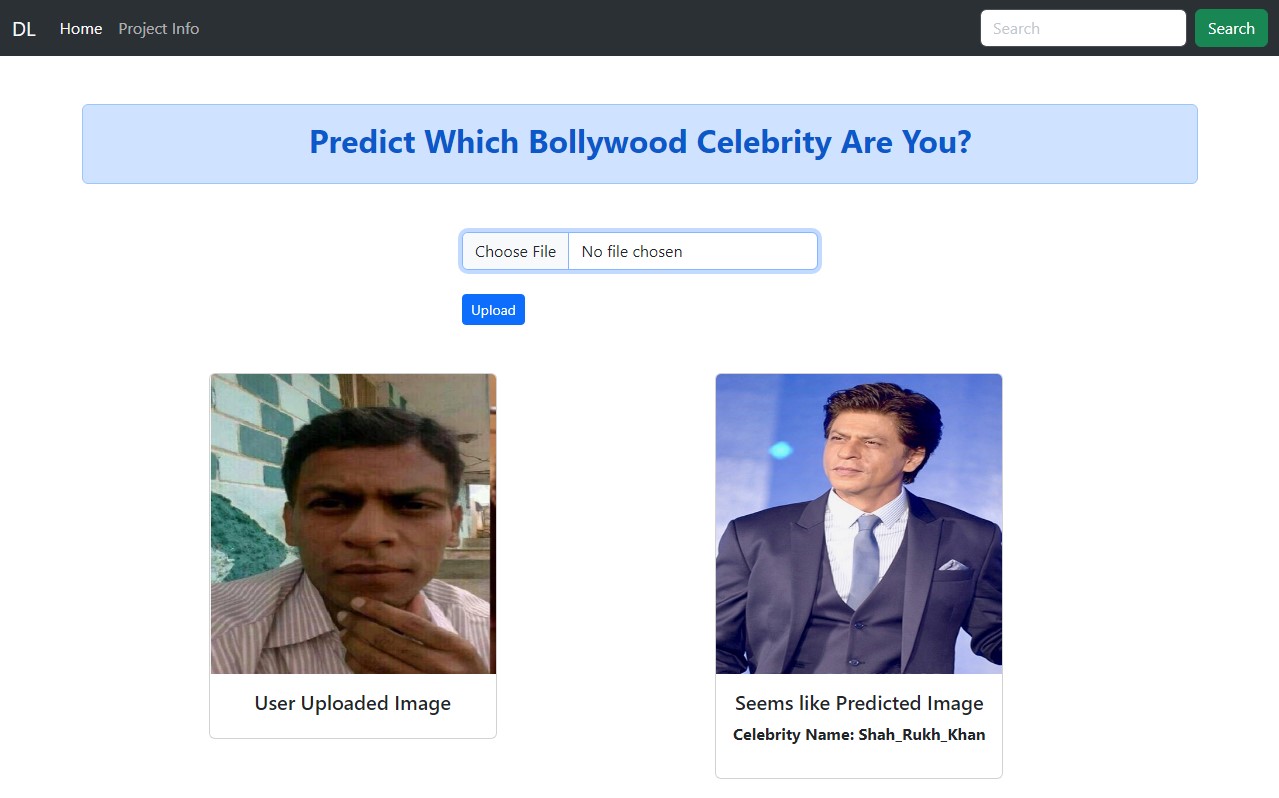 DL Home Project Info Search Search
Predict Which Bollywood Celebrity Are You?
Choose File No file chosen
Upload
User Uploaded Image
Seems like Predicted Image
Celebrity Name: Shah_Rukh_Khan